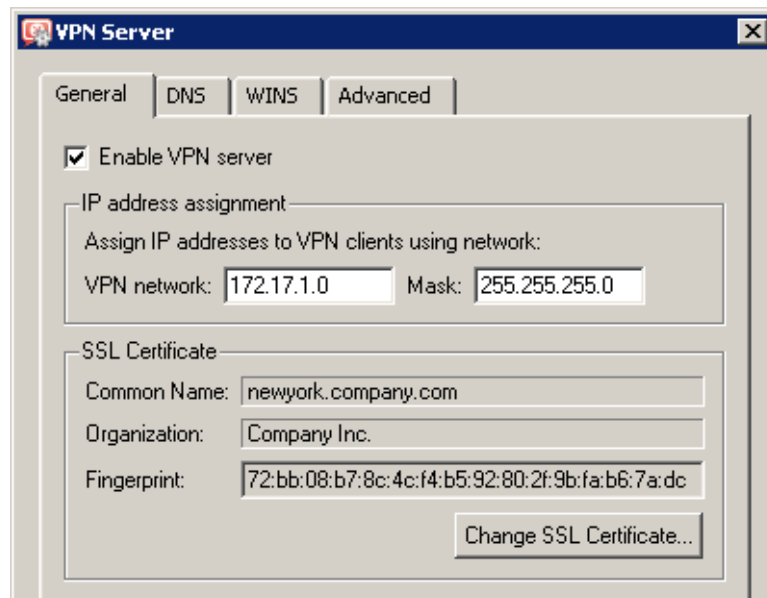 VPN Server
General DNS WINS Advanced
Enable VPN server
IP address assignment
Assign IP addresses to VPN clients using network:
VPN network: 172.17.1.0 Mask: 255.255.255.0
SSL Certificate
Common Name: newyork.company.com
Organization: Company Inc.
Fingerprint: 72:bb:08:b7:8c:4c:f4:b5:92:80:2f:9b:fa:b6:7a:dc
Change SSL Certificate...